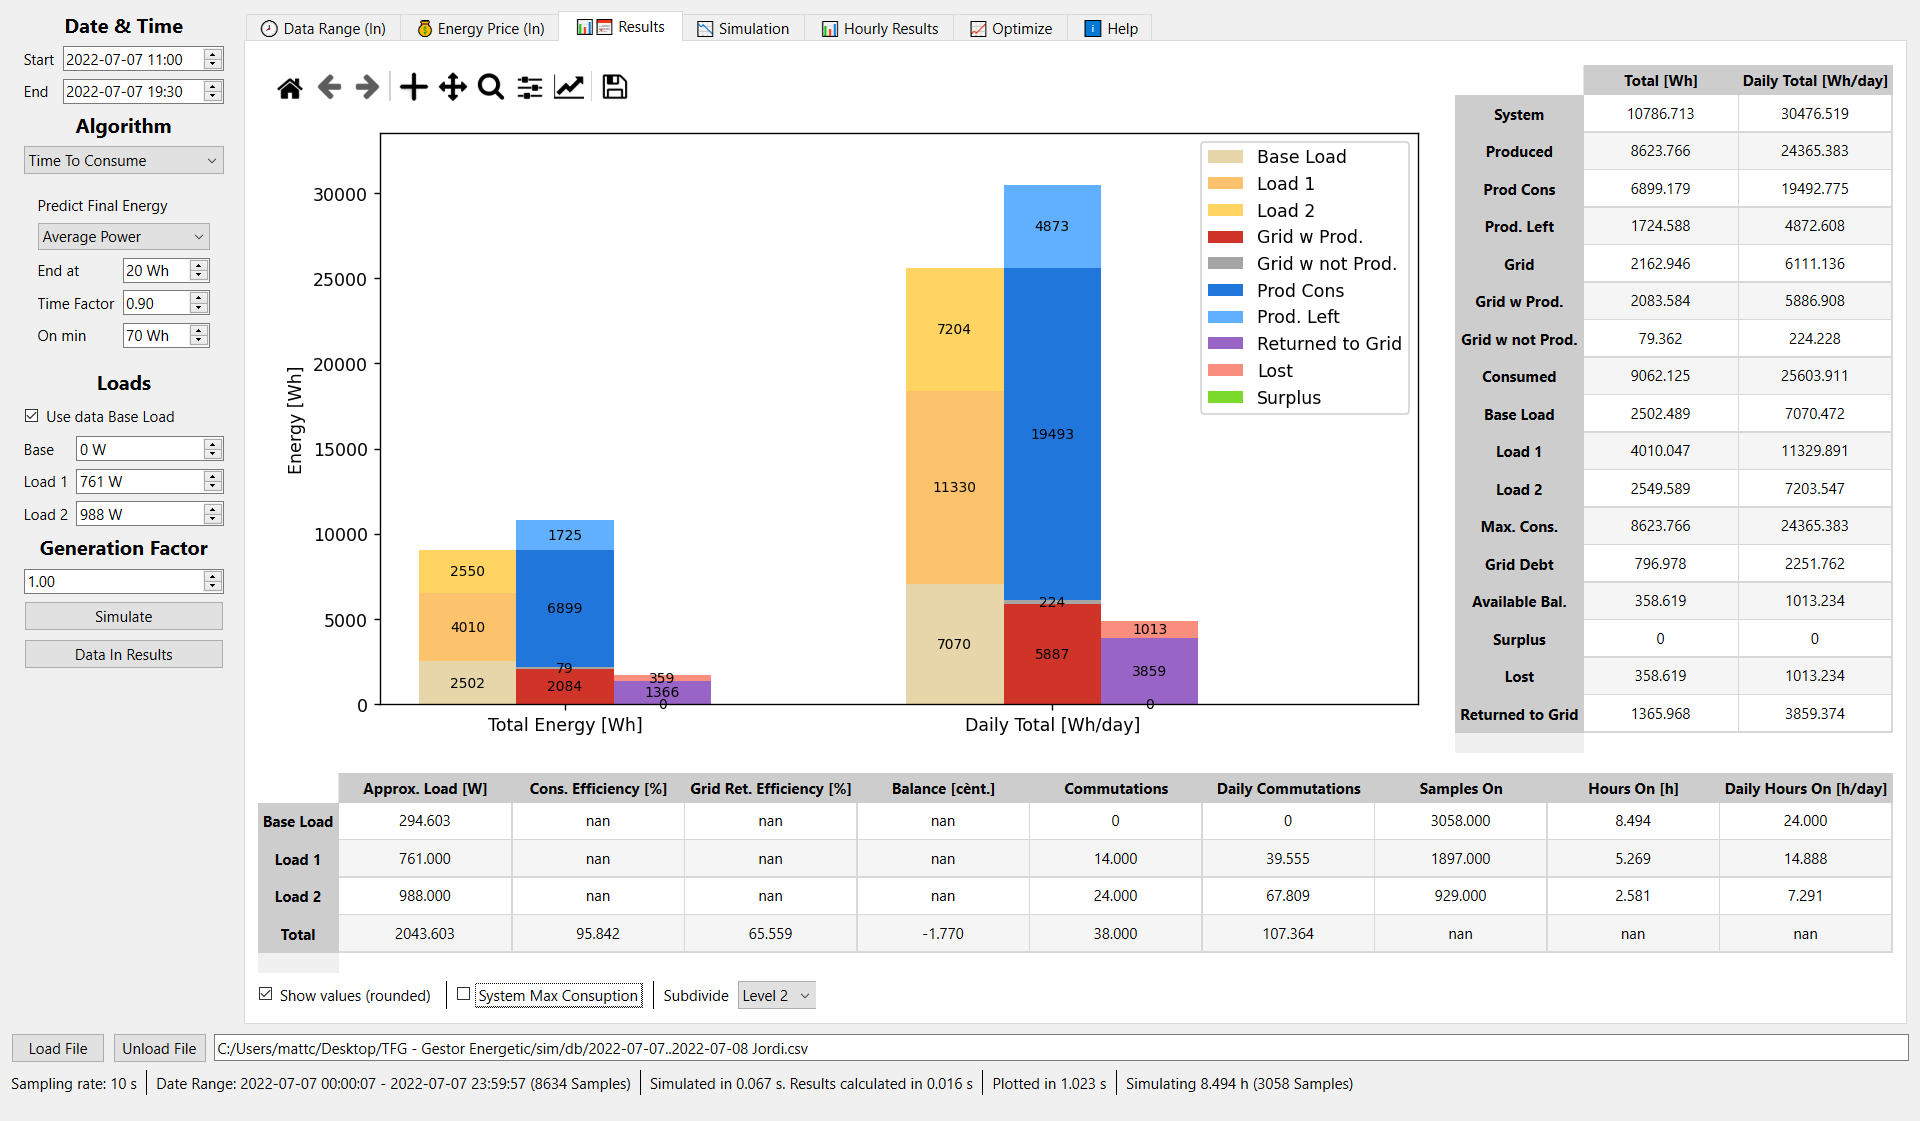 Date & Time
Start 2022-07-07 11:00
End 2022-07-07 19:30
Algorithm
Time To Consume
Predict Final Energy
Average Power
End at 20 Wh
Time Factor 0.90
On min 70 Wh
Loads
Use data Base Load
Base 0 W
Load 1 761 W
Load 2 988 W
Generation Factor
1.00
Simulate
Data In Results
Data Range (In) Energy Price (In) Results Simulation Hourly Results Optimize Help
Energy [Wh]
30000
25000
20000
15000
10000
5000
0
2550
4010
2502
1725
6899
79
2084
359
1366
0
7204
11330
7070
4873
19493
224
5887
1013
3859
0
Total Energy [Wh] Daily Total [Wh/day]
Base Load
Load 1
Load 2
Grid w Prod.
Grid w not Prod.
Prod Cons
Prod. Left
Returned to Grid
Lost
Surplus
Total [Wh] Daily Total [Wh/day]
System 10786.713 30476.519
Produced 8623.766 24365.383
Prod Cons 6899.179 19492.775
Prod. Left 1724.588 4872.608
Grid 2162.946 6111.136
Grid w Prod. 2083.584 5886.908
Grid w not Prod. 79.362 224.228
Consumed 9062.125 25603.911
Base Load 2502.489 7070.472
Load 1 4010.047 11329.891
Load 2 2549.589 7203.547
Max. Cons. 8623.766 24365.383
Grid Debt 796.978 2251.762
Available Bal. 358.619 1013.234
Surplus 0 0
Lost 358.619 1013.234
Returned to Grid 1365.968 3859.374
Approx. Load [W] Cons. Efficiency [%] Grid Ret. Efficiency [%] Balance [cènt.] Commutations Daily Commutations Samples On Hours On [h] Daily Hours On [h/day]
Base Load 294.603 nan nan nan 0 0 3058.000 8.494 24.000
Load 1 761.000 nan nan nan 14.000 39.555 1897.000 5.269 14.888
Load 2 988.000 nan nan nan 24.000 67.809 929.000 2.581 7.291
Total 2043.603 95.842 65.559 -1.770 38.000 107.364 nan nan nan
Show values (rounded) System Max Consuption Subdivide Level 2
Load File Unload File C:/Users/mattc/Desktop/TFG - Gestor Energetic/sim/db/2022-07-07..2022-07-08 Jordi.csv
Sampling rate: 10 s Date Range: 2022-07-07 00:00:07 - 2022-07-07 23:59:57 (8634 Samples) Simulated in 0.067 s. Results calculated in 0.016 s Plotted in 1.023 s Simulating 8.494 h (3058 Samples)